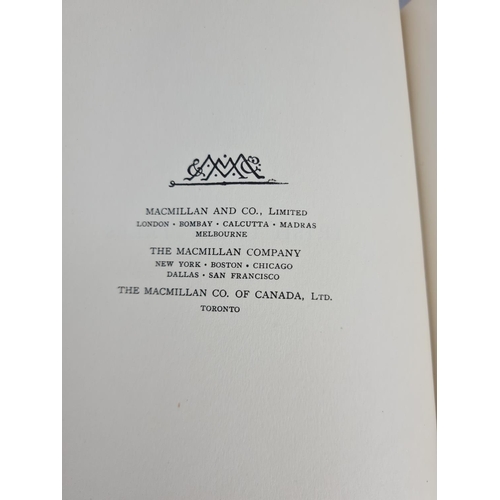 MACMILLAN AND CO., LIMITED
LONDON · BOMBAY · CALCUTTA · MADRAS
MELBOURNE
THE MACMILLAN COMPANY
NEW YORK · BOSTON · CHICAGO
DALLAS · SAN FRANCISCO
THE MACMILLAN CO. OF CANADA, LTD.
TORONTO